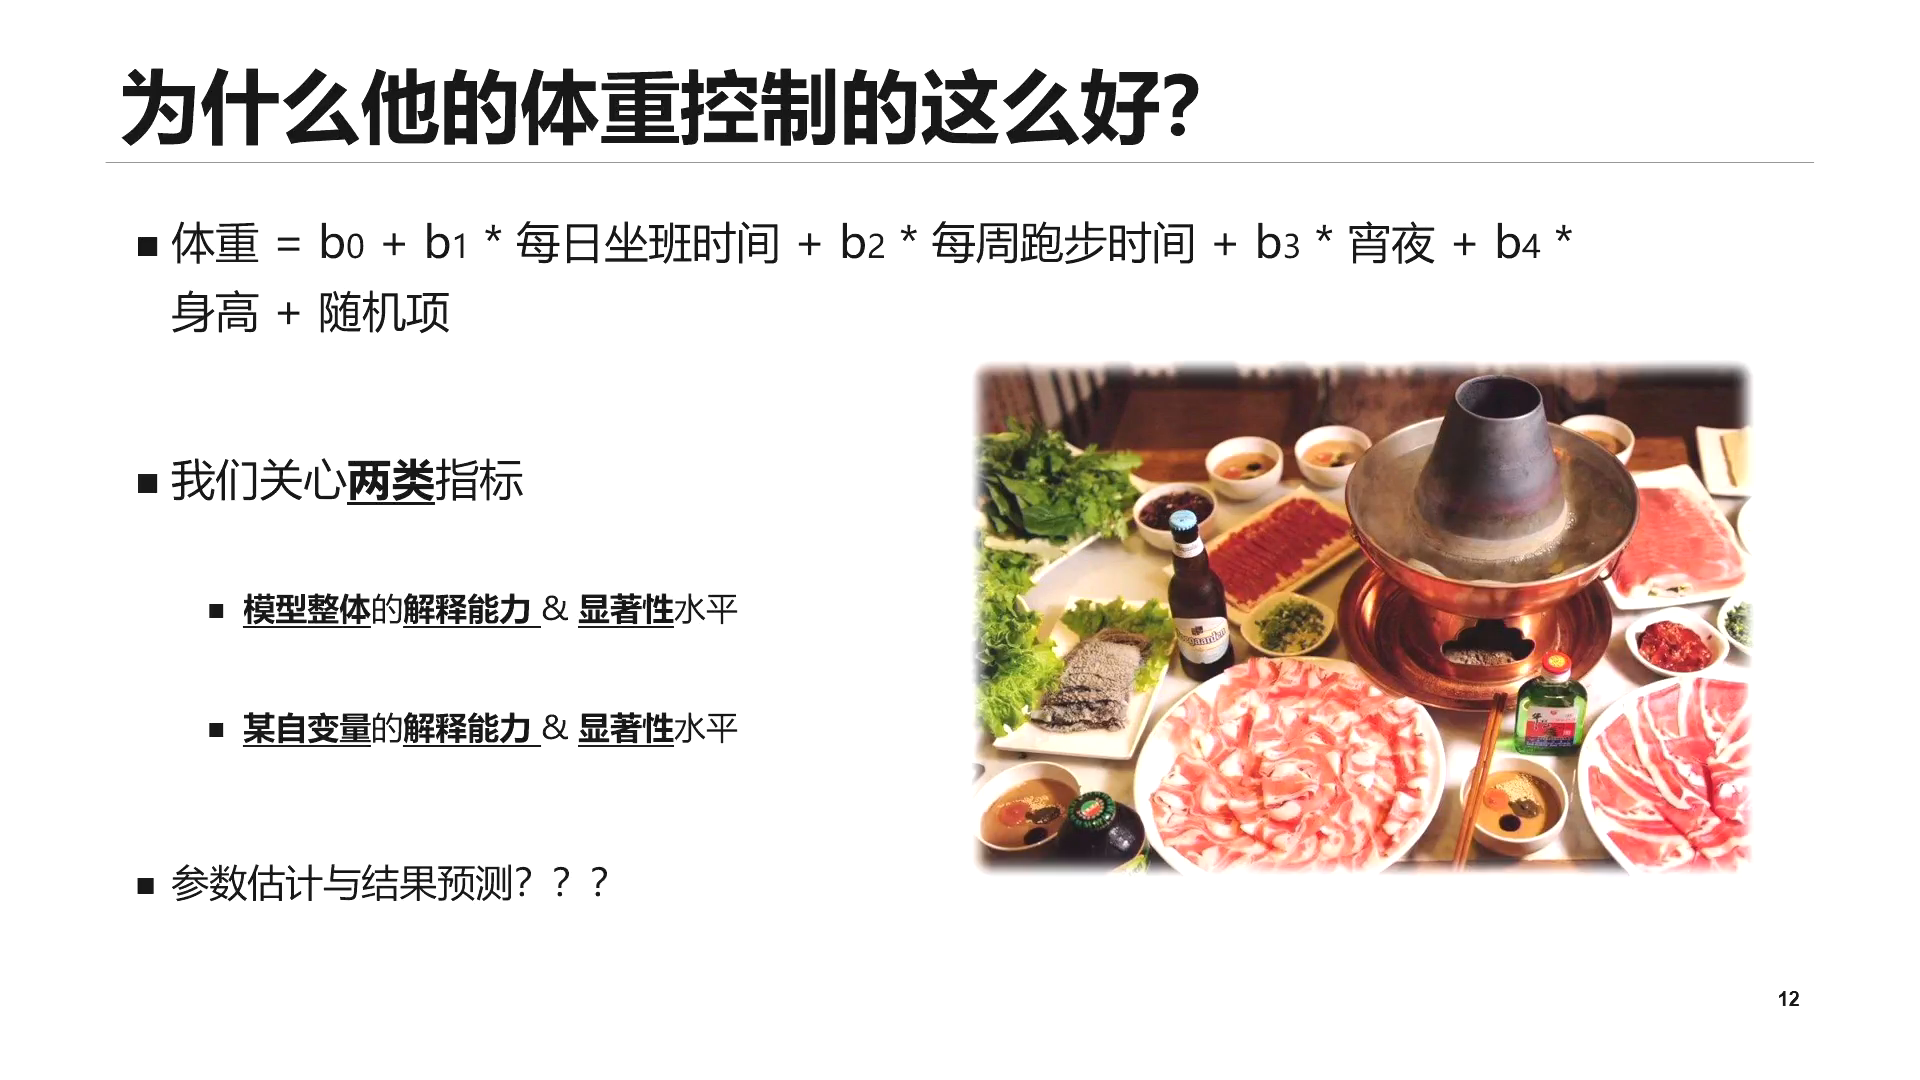 为什么他的体重控制的这么好?
■ 体重 = b0 + b1 * 每日坐班时间 + b2 * 每周跑步时间 + b3 * 宵夜 + b4 *
身高 + 随机项
■ 我们关心两类指标
■ 模型整体的解释能力 & 显著性水平
■ 某自变量的解释能力 & 显著性水平
■ 参数估计与结果预测？？？
12